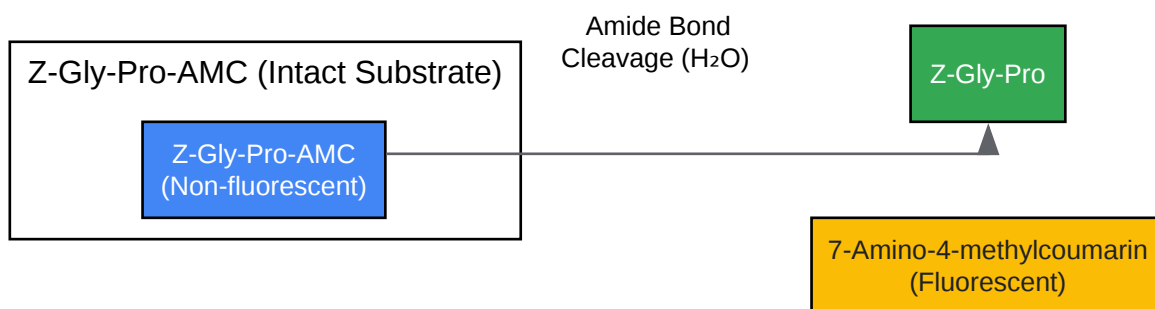 Z-Gly-Pro-AMC (Intact Substrate)
Z-Gly-Pro-AMC
(Non-fluorescent)
Amide Bond
Cleavage (H₂O)
Z-Gly-Pro
7-Amino-4-methylcoumarin
(Fluorescent)